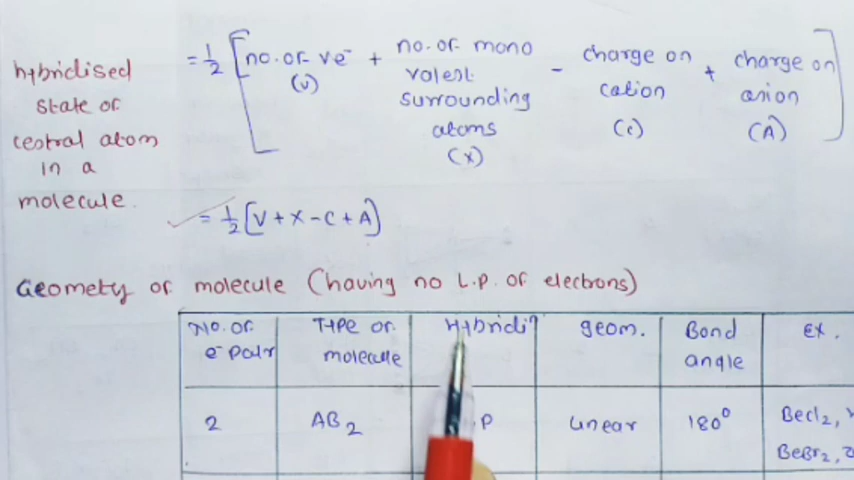 hybridised
state of
central atom
in a
molecule.
= 1/2 [ no. of ve⁻ (V) + no. of mono valent surrounding atoms (X) - charge on cation (C) + charge on anion (A) ]
= 1/2 [V + X - C + A]
Geometry of molecule (having no L.P. of electrons)
No. of e⁻ pair | Type of molecule | Hybridi | geom. | Bond angle | ex.
2 | AB₂ | P | linear | 180° | BeCl₂,
BeBr₂,